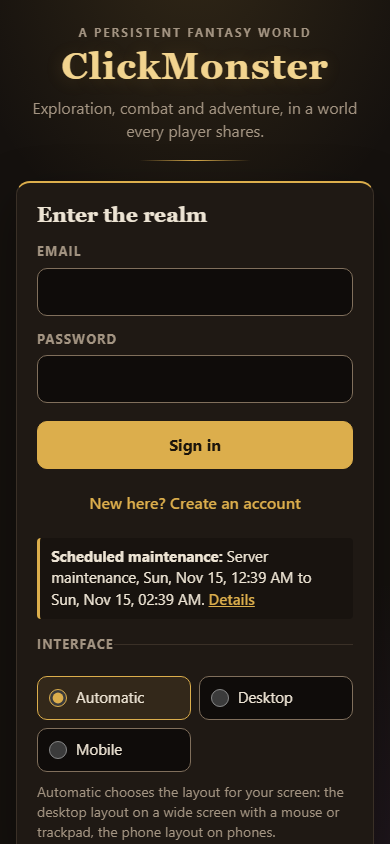 A PERSISTENT FANTASY WORLD
ClickMonster
Exploration, combat and adventure, in a world
every player shares.
Enter the realm
EMAIL
PASSWORD
Sign in
New here? Create an account
Scheduled maintenance: Server
maintenance, Sun, Nov 15, 12:39 AM to
Sun, Nov 15, 02:39 AM. Details
INTERFACE
Automatic
Desktop
Mobile
Automatic chooses the layout for your screen: the
desktop layout on a wide screen with a mouse or
trackpad, the phone layout on phones.